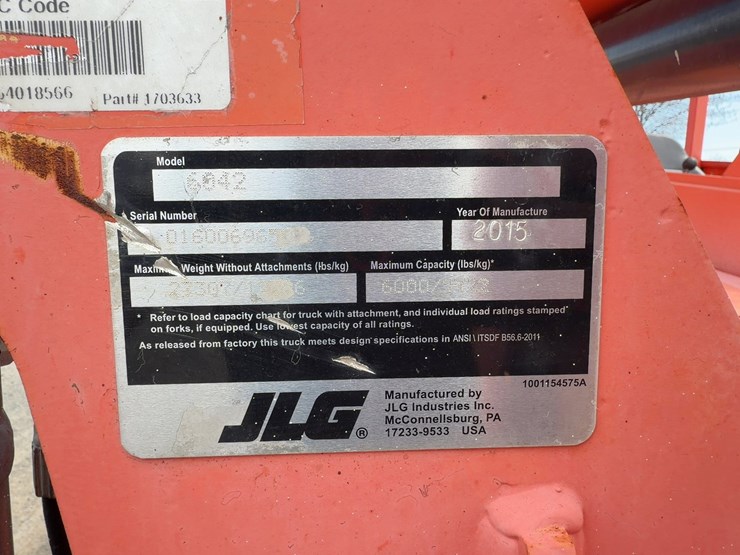 C Code
4018566 Part# 1703633
Model
6042
Serial Number
Year Of Manufacture
2015
Maximum Weight Without Attachments (lbs/kg)
Maximum Capacity (lbs/kg)*
* Refer to load capacity chart for truck with attachment, and individual load ratings stamped
on forks, if equipped. Use lowest capacity of all ratings.
As released from factory this truck meets design specifications in ANSI \ ITSDF B56.6-2011
1001154575A
JLG ®
Manufactured by
JLG Industries Inc.
McConnellsburg, PA
17233-9533 USA